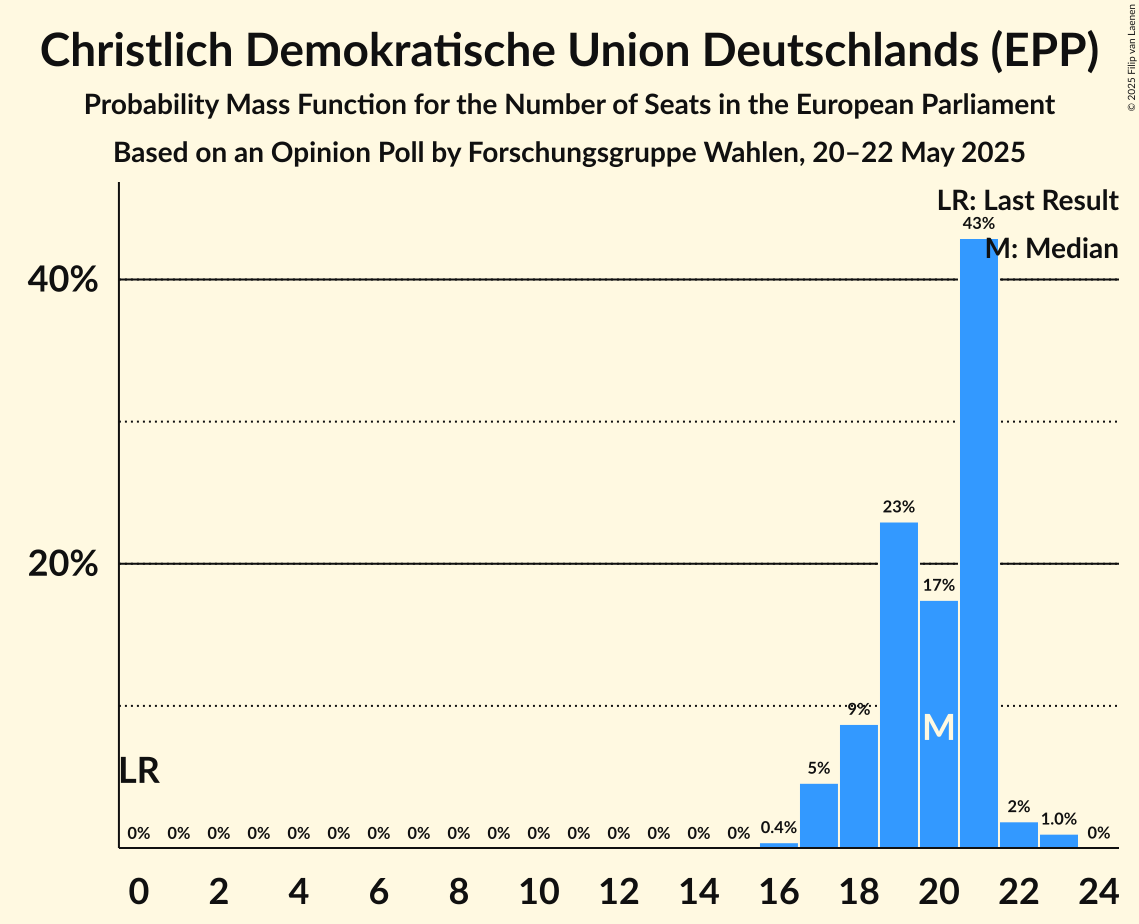 Christlich Demokratische Union Deutschlands (EPP)
Probability Mass Function for the Number of Seats in the European Parliament
Based on an Opinion Poll by Forschungsgruppe Wahlen, 20–22 May 2025
© 2025 Filip van Laenen
LR: Last Result
M: Median
40%
20%
43%
23%
17%
9%
5%
2%
1.0%
0.4%
M
LR
0% 0% 0% 0% 0% 0% 0% 0% 0% 0% 0% 0% 0% 0% 0% 0% 0%
0 2 4 6 8 10 12 14 16 18 20 22 24